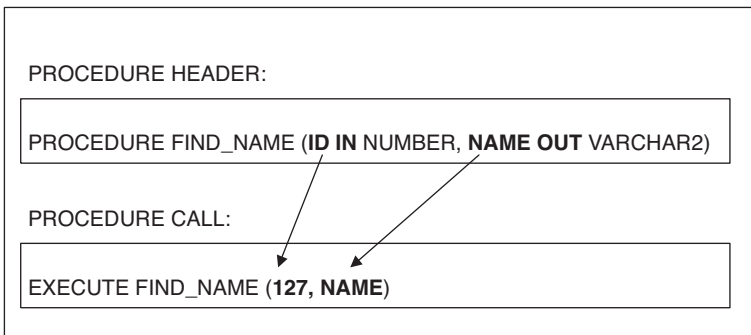 PROCEDURE HEADER:
PROCEDURE FIND_NAME (ID IN NUMBER, NAME OUT VARCHAR2)
PROCEDURE CALL:
EXECUTE FIND_NAME (127, NAME)